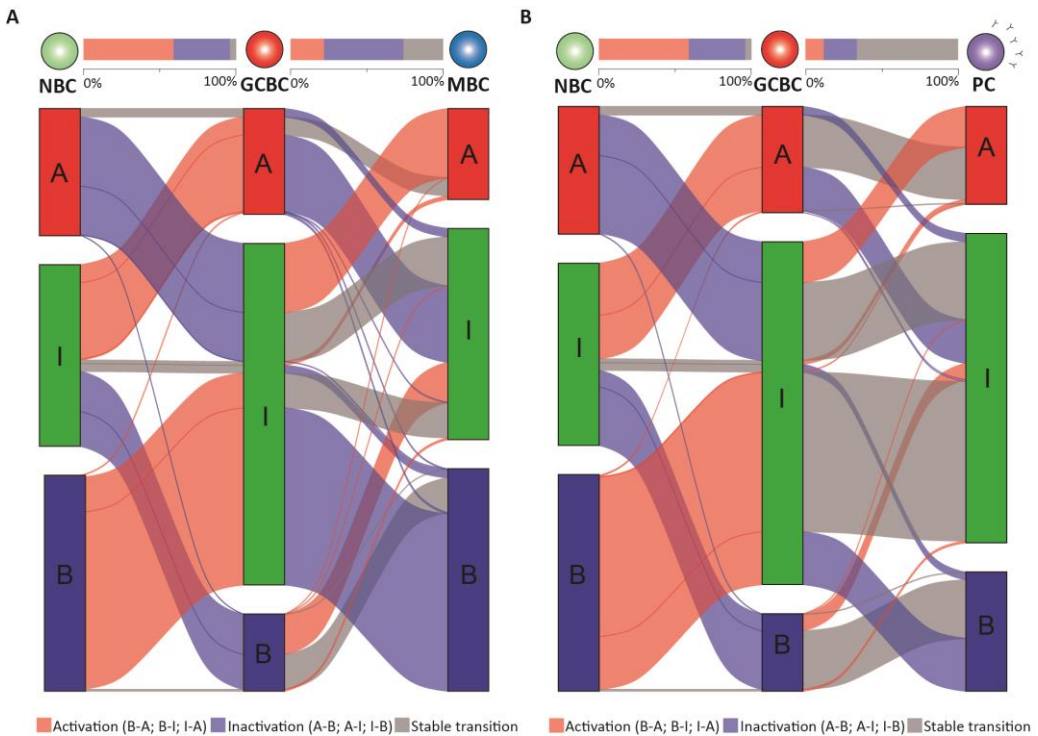 A
0% 100% 0% 100%
NBC GCBC MBC
A A A
I I I
B B B
Activation (B-A; B-I; I-A) Inactivation (A-B; A-I; I-B) Stable transition
B
0% 100% 0% 100%
NBC GCBC PC
A A A
I I I
B B B
Activation (B-A; B-I; I-A) Inactivation (A-B; A-I; I-B) Stable transition